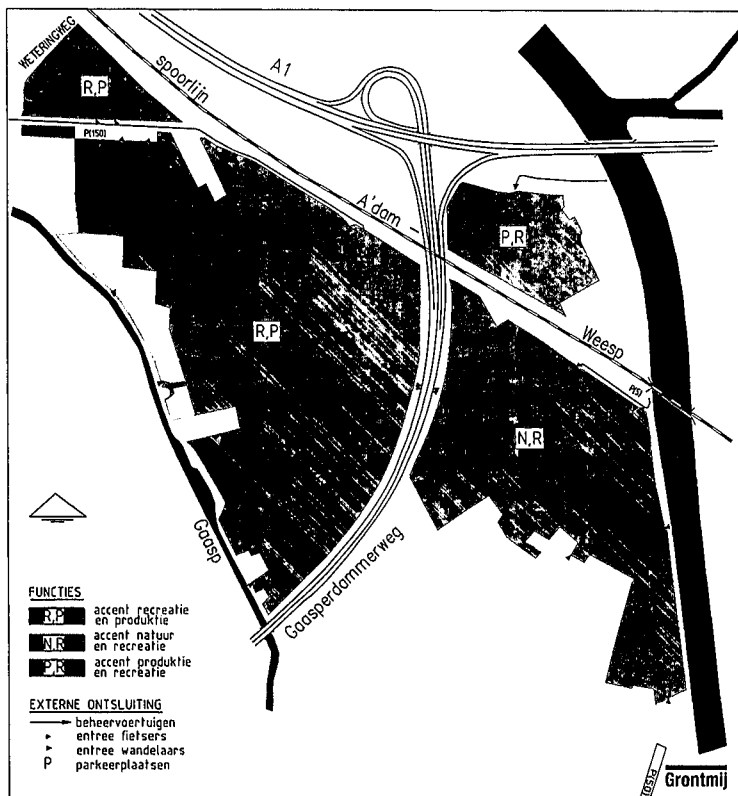 WETERINGWEG
R,P
spoorlijn
A1
P(150)
A'dam
P,R
R,P
Weesp
P(5)
N,R
Gaasp
Gaasperdammerweg
FUNCTIES
R,P accent recreatie en produktie
N,R accent natuur en recreatie
P,R accent produktie en recreatie
EXTERNE ONTSLUITING
beheervoertuigen
entree fietsers
entree wandelaars
P parkeerplaatsen
P(50)
Grontmij